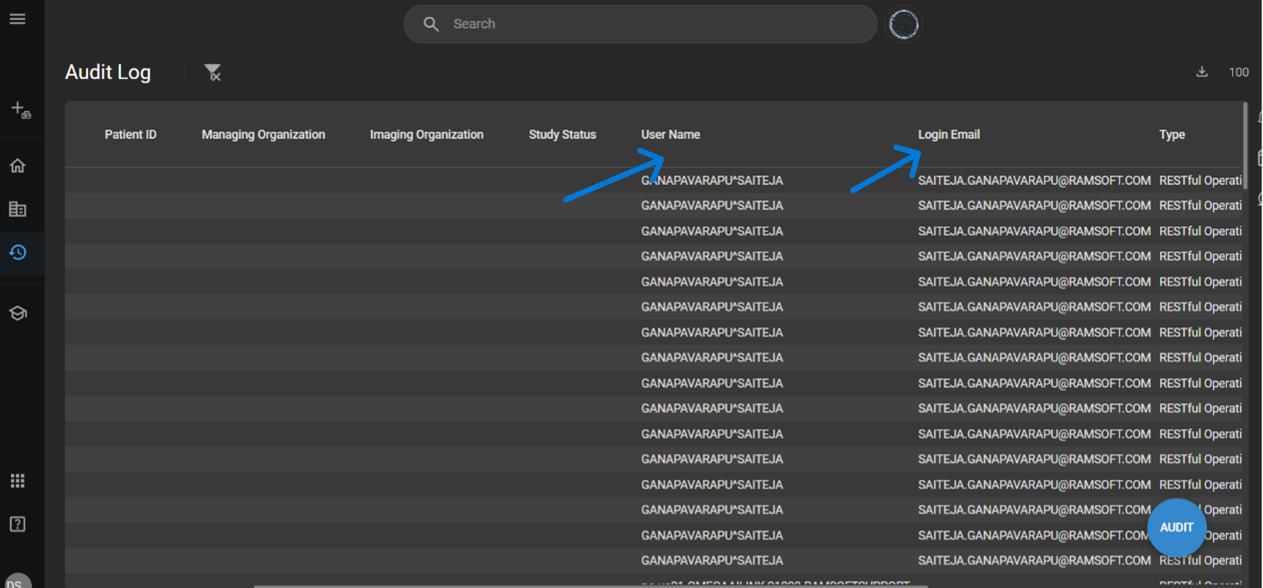 Search
Audit Log
100
Patient ID Managing Organization Imaging Organization Study Status User Name Login Email Type
GANAPAVARAPU^SAITEJA SAITEJA.GANAPAVARAPU@RAMSOFT.COM RESTful Operati
GANAPAVARAPU^SAITEJA SAITEJA.GANAPAVARAPU@RAMSOFT.COM RESTful Operati
GANAPAVARAPU^SAITEJA SAITEJA.GANAPAVARAPU@RAMSOFT.COM RESTful Operati
GANAPAVARAPU^SAITEJA SAITEJA.GANAPAVARAPU@RAMSOFT.COM RESTful Operati
GANAPAVARAPU^SAITEJA SAITEJA.GANAPAVARAPU@RAMSOFT.COM RESTful Operati
GANAPAVARAPU^SAITEJA SAITEJA.GANAPAVARAPU@RAMSOFT.COM RESTful Operati
GANAPAVARAPU^SAITEJA SAITEJA.GANAPAVARAPU@RAMSOFT.COM RESTful Operati
GANAPAVARAPU^SAITEJA SAITEJA.GANAPAVARAPU@RAMSOFT.COM RESTful Operati
GANAPAVARAPU^SAITEJA SAITEJA.GANAPAVARAPU@RAMSOFT.COM RESTful Operati
GANAPAVARAPU^SAITEJA SAITEJA.GANAPAVARAPU@RAMSOFT.COM RESTful Operati
GANAPAVARAPU^SAITEJA SAITEJA.GANAPAVARAPU@RAMSOFT.COM RESTful Operati
GANAPAVARAPU^SAITEJA SAITEJA.GANAPAVARAPU@RAMSOFT.COM RESTful Operati
GANAPAVARAPU^SAITEJA SAITEJA.GANAPAVARAPU@RAMSOFT.COM RESTful Operati
GANAPAVARAPU^SAITEJA SAITEJA.GANAPAVARAPU@RAMSOFT.COM Operati
AUDIT
GANAPAVARAPU^SAITEJA SAITEJA.GANAPAVARAPU@RAMSOFT.COM Operati
GANAPAVARAPU^SAITEJA SAITEJA.GANAPAVARAPU@RAMSOFT.COM RESTful Operati
DS